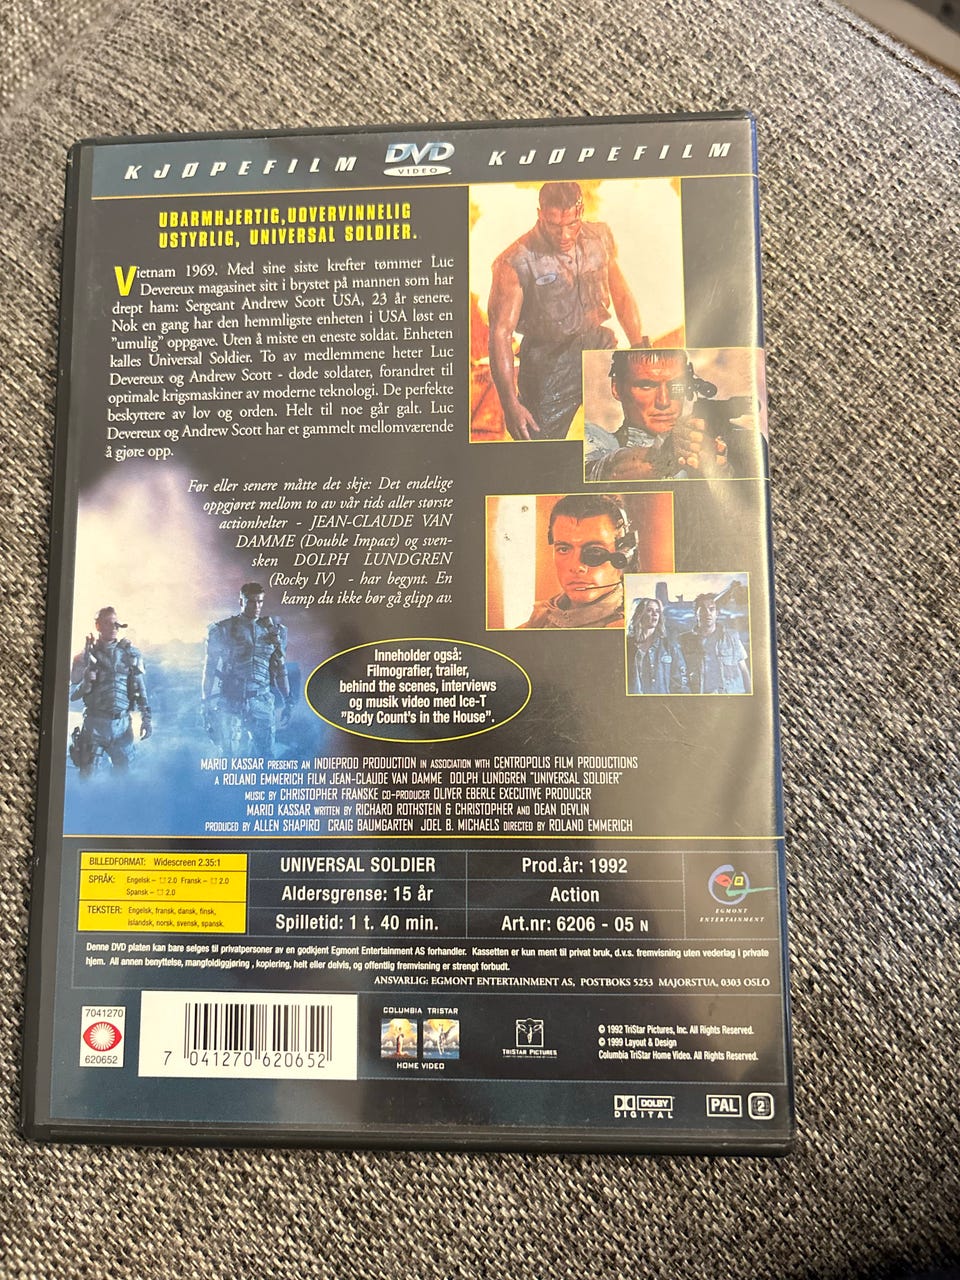 KJØPEFILM DVD VIDEO KJØPEFILM
UBARMHJERTIG,UOVERVINNELIG
USTYRLIG, UNIVERSAL SOLDIER.
Vietnam 1969. Med sine siste krefter tømmer Luc
Devereux magasinet sitt i brystet på mannen som har
drept ham: Sergeant Andrew Scott USA, 23 år senere.
Nok en gang har den hemmligste enheten i USA løst en
"umulig" oppgave. Uten å miste en eneste soldat. Enheten
kalles Universal Soldier. To av medlemmene heter Luc
Devereux og Andrew Scott - døde soldater, forandret til
optimale krigsmaskiner av moderne teknologi. De perfekte
beskyttere av lov og orden. Helt til noe går galt. Luc
Devereux og Andrew Scott har et gammelt mellomværende
å gjøre opp.
Før eller senere måtte det skje: Det endelige
oppgjøret mellom to av vår tids aller største
actionhelter - JEAN-CLAUDE VAN
DAMME (Double Impact) og sven-
sken DOLPH LUNDGREN
(Rocky IV) - har begynt. En
kamp du ikke bør gå glipp av.
Inneholder også:
Filmografier, trailer,
behind the scenes, interviews
og musik video med Ice-T
"Body Count's in the House".
MARIO KASSAR PRESENTS AN INDIEPROD PRODUCTION IN ASSOCIATION WITH CENTROPOLIS FILM PRODUCTIONS
A ROLAND EMMERICH FILM JEAN-CLAUDE VAN DAMME DOLPH LUNDGREN "UNIVERSAL SOLDIER"
MUSIC BY CHRISTOPHER FRANSKE CO-PRODUCER OLIVER EBERLE EXECUTIVE PRODUCER
MARIO KASSAR WRITTEN BY RICHARD ROTHSTEIN & CHRISTOPHER AND DEAN DEVLIN
PRODUCED BY ALLEN SHAPIRO CRAIG BAUMGARTEN JOEL B. MICHAELS DIRECTED BY ROLAND EMMERICH
BILLEDFORMAT: Widescreen 2.35:1
SPRÅK: Engelsk – 2.0 Fransk – 2.0
Spansk – 2.0
TEKSTER: Engelsk, fransk, dansk, finsk,
islandsk, norsk, svensk, spansk.
UNIVERSAL SOLDIER
Aldersgrense: 15 år
Spilletid: 1 t. 40 min.
Prod.år: 1992
Action
Art.nr: 6206 - 05 N
EGMONT
ENTERTAINMENT
Denne DVD platen kan bare selges til privatpersoner av en godkjent Egmont Entertainment AS forhandler. Kassetten er kun ment til privat bruk, d.v.s. fremvisning uten vederlag i private
hjem. All annen benyttelse, mangfoldiggjøring , kopiering, helt eller delvis, og offentlig fremvisning er strengt forbudt.
ANSVARLIG: EGMONT ENTERTAINMENT AS, POSTBOKS 5253 MAJORSTUA, 0303 OSLO
7041270
620652
7 041270 620652
COLUMBIA TRISTAR
HOME VIDEO
TRISTAR PICTURES
© 1992 TriStar Pictures, Inc. All Rights Reserved.
© 1999 Layout & Design
Columbia TriStar Home Video. All Rights Reserved.
DOLBY
DIGITAL
PAL 2